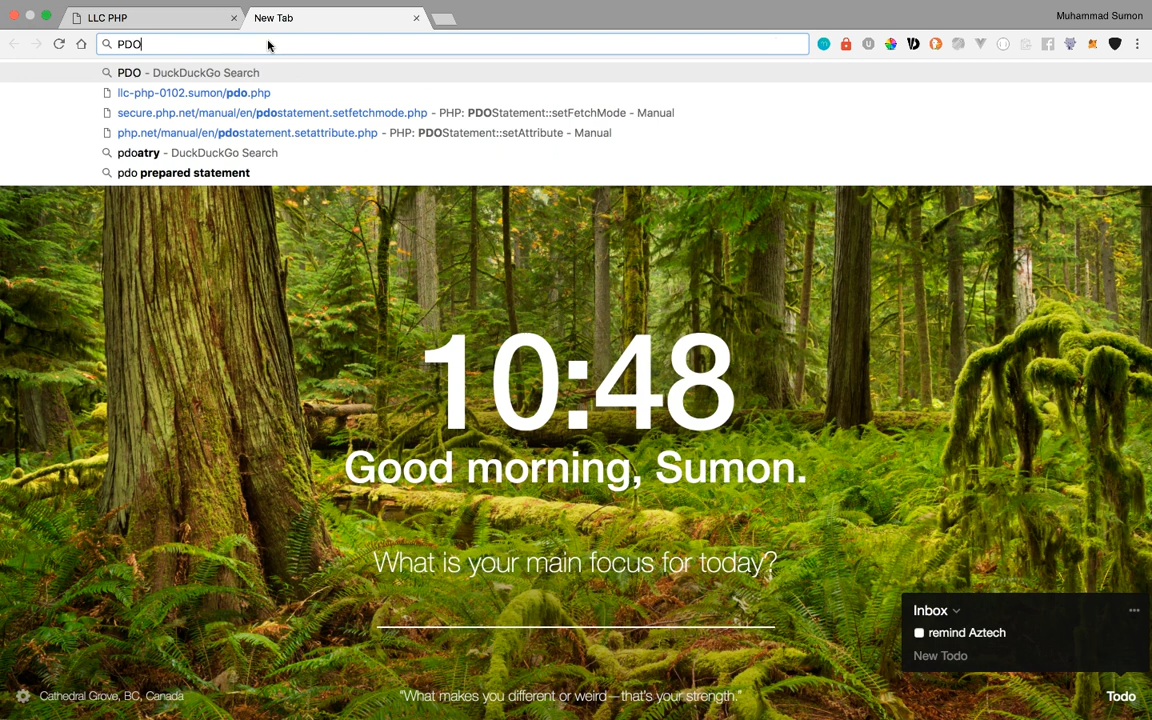 LLC PHP
New Tab
Muhammad Sumon
PDO
PDO - DuckDuckGo Search
llc-php-0102.sumon/pdo.php
secure.php.net/manual/en/pdostatement.setfetchmode.php - PHP: PDOStatement::setFetchMode - Manual
php.net/manual/en/pdostatement.setattribute.php - PHP: PDOStatement::setAttribute - Manual
pdoatry - DuckDuckGo Search
pdo prepared statement
10:48
Good morning, Sumon.
What is your main focus for today?
Inbox
remind Aztech
New Todo
Cathedral Grove, BC, Canada
“What makes you different or weird—that's your strength.”
Todo